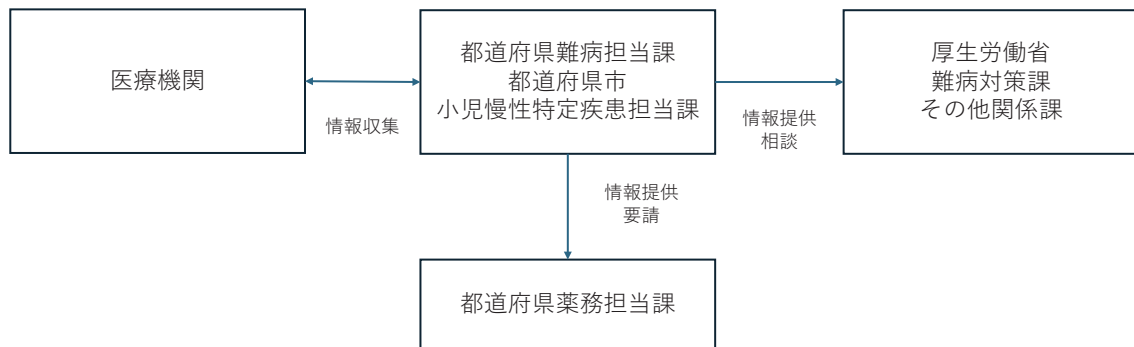 医療機関
都道府県難病担当課
都道府県市
小児慢性特定疾患担当課
厚生労働省
難病対策課
その他関係課
情報収集
情報提供
相談
情報提供
要請
都道府県薬務担当課